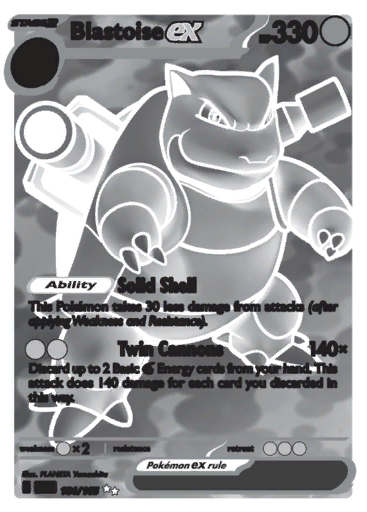 STAGE2
Blastoise ex
HP330
Ability Solid Shell
This Pokémon takes 30 less damage from attacks (after
applying Weakness and Resistance).
Twin Cannons 140×
Discard up to 2 Basic Energy cards from your hand. This
attack does 140 damage for each card you discarded in
this way.
weakness ×2 resistance retreat
Illus. PLANETA Yamashita
Pokémon ex rule
184/165